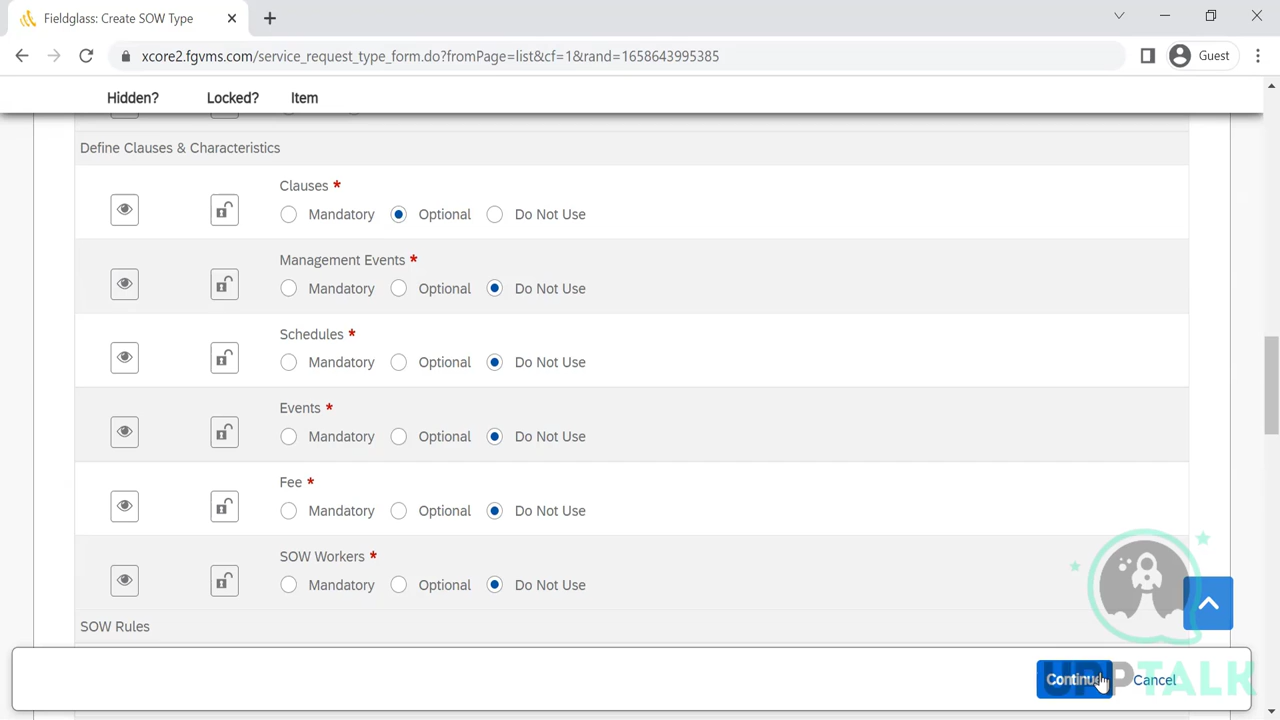 Fieldglass: Create SOW Type
xcore2.fgvms.com/service_request_type_form.do?fromPage=list&cf=1&rand=1658643995385
Guest
Hidden? Locked? Item
Define Clauses & Characteristics
Clauses *
Mandatory Optional Do Not Use
Management Events *
Mandatory Optional Do Not Use
Schedules *
Mandatory Optional Do Not Use
Events *
Mandatory Optional Do Not Use
Fee *
Mandatory Optional Do Not Use
SOW Workers *
Mandatory Optional Do Not Use
SOW Rules
Continue Cancel
UPPTALK